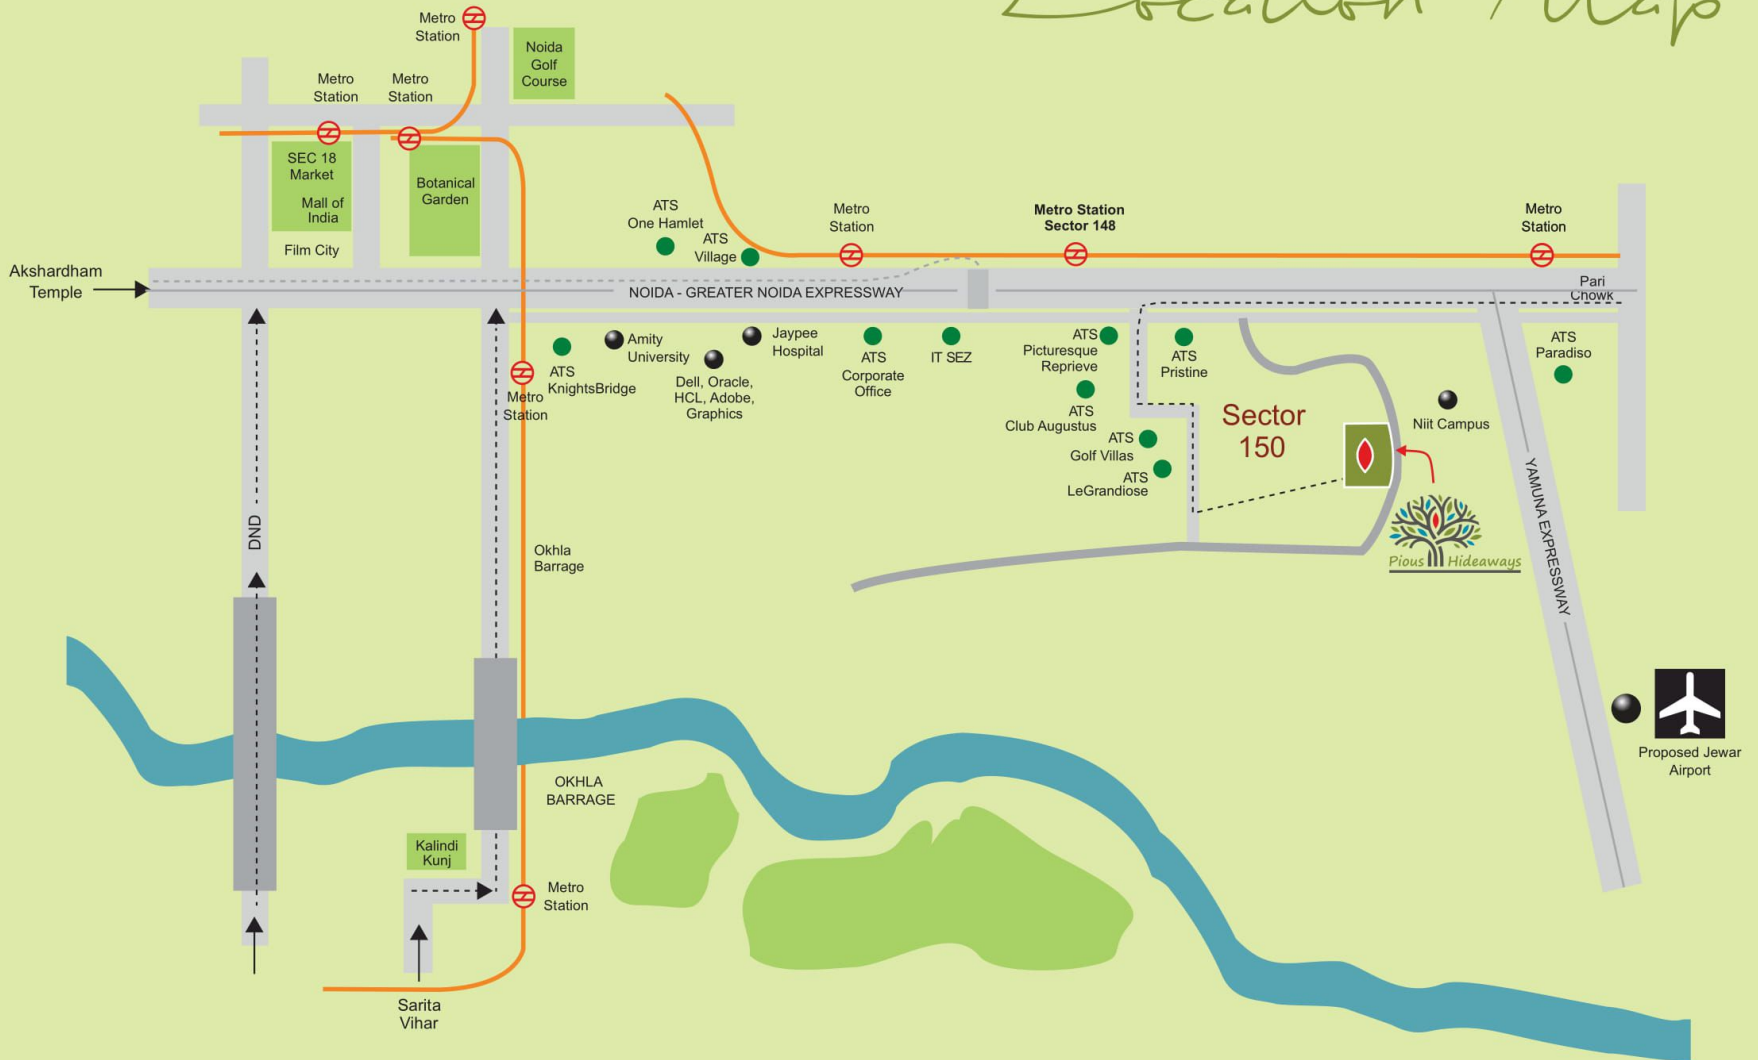 Location Map
Metro
Station
Noida
Golf
Course
Metro
Station
Metro
Station
SEC 18
Market
Mall of
India
Film City
Botanical
Garden
ATS
One Hamlet
ATS
Village
Metro
Station
Metro Station
Sector 148
Metro
Station
Akshardham
Temple
NOIDA - GREATER NOIDA EXPRESSWAY
Pari
Chowk
ATS
KnightsBridge
Amity
University
Dell, Oracle,
HCL, Adobe,
Graphics
Jaypee
Hospital
ATS
Corporate
Office
IT SEZ
ATS
Picturesque
Reprieve
ATS
Pristine
ATS
Paradiso
Metro
Station
ATS
Club Augustus
ATS
Golf Villas
ATS
LeGrandiose
Sector
150
Niit Campus
DND
Okhla
Barrage
Pious Hideaways
YAMUNA EXPRESSWAY
Proposed Jewar
Airport
OKHLA
BARRAGE
Kalindi
Kunj
Metro
Station
Sarita
Vihar